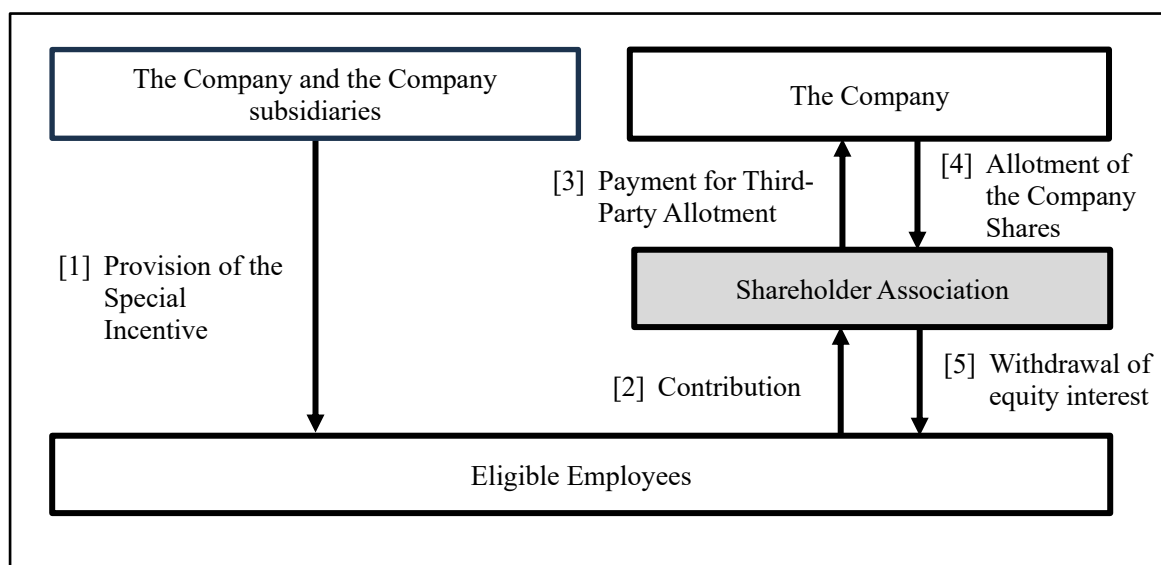 The Company and the Company
subsidiaries
The Company
[3] Payment for Third-
Party Allotment
[4] Allotment of
the Company
Shares
[1] Provision of the
Special
Incentive
Shareholder Association
[2] Contribution
[5] Withdrawal of
equity interest
Eligible Employees